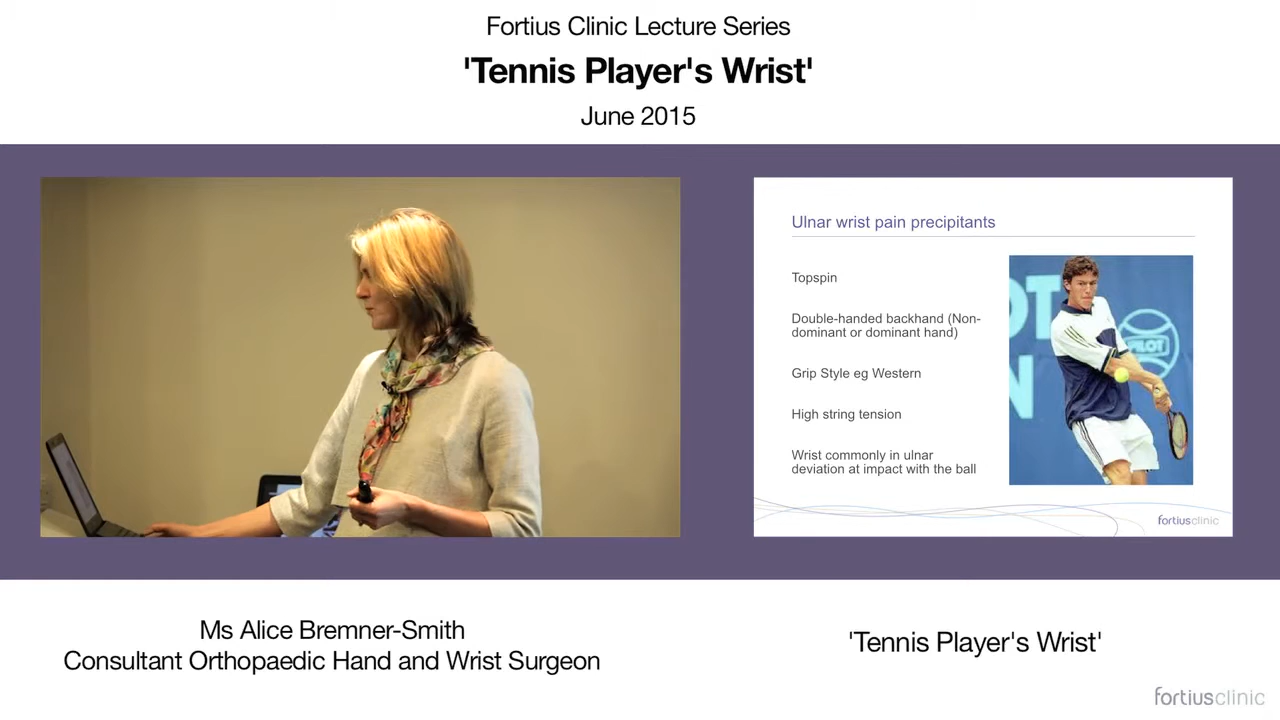 Fortius Clinic Lecture Series
'Tennis Player's Wrist'
June 2015
Ulnar wrist pain precipitants
Topspin
Double-handed backhand (Non-
dominant or dominant hand)
Grip Style eg Western
High string tension
Wrist commonly in ulnar
deviation at impact with the ball
PILOT
fortiusclinic
Ms Alice Bremner-Smith
Consultant Orthopaedic Hand and Wrist Surgeon
'Tennis Player's Wrist'
fortiusclinic